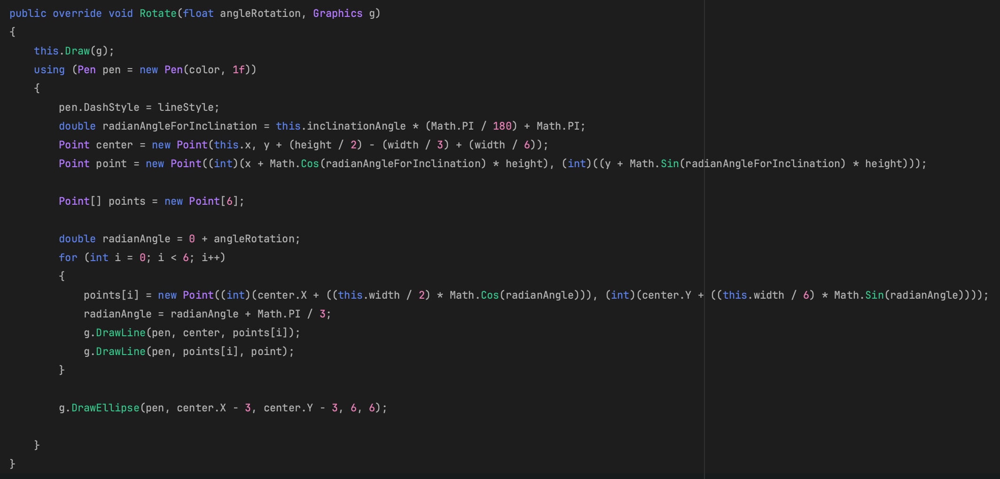 public override void Rotate(float angleRotation, Graphics g)
{
    this.Draw(g);
    using (Pen pen = new Pen(color, 1f))
    {
        pen.DashStyle = lineStyle;
        double radianAngleForInclination = this.inclinationAngle * (Math.PI / 180) + Math.PI;
        Point center = new Point(this.x, y + (height / 2) - (width / 3) + (width / 6));
        Point point = new Point((int)(x + Math.Cos(radianAngleForInclination) * height), (int)((y + Math.Sin(radianAngleForInclination) * height)));

        Point[] points = new Point[6];

        double radianAngle = 0 + angleRotation;
        for (int i = 0; i < 6; i++)
        {
            points[i] = new Point((int)(center.X + ((this.width / 2) * Math.Cos(radianAngle))), (int)(center.Y + ((this.width / 6) * Math.Sin(radianAngle))));
            radianAngle = radianAngle + Math.PI / 3;
            g.DrawLine(pen, center, points[i]);
            g.DrawLine(pen, points[i], point);
        }

        g.DrawEllipse(pen, center.X - 3, center.Y - 3, 6, 6);

    }
}